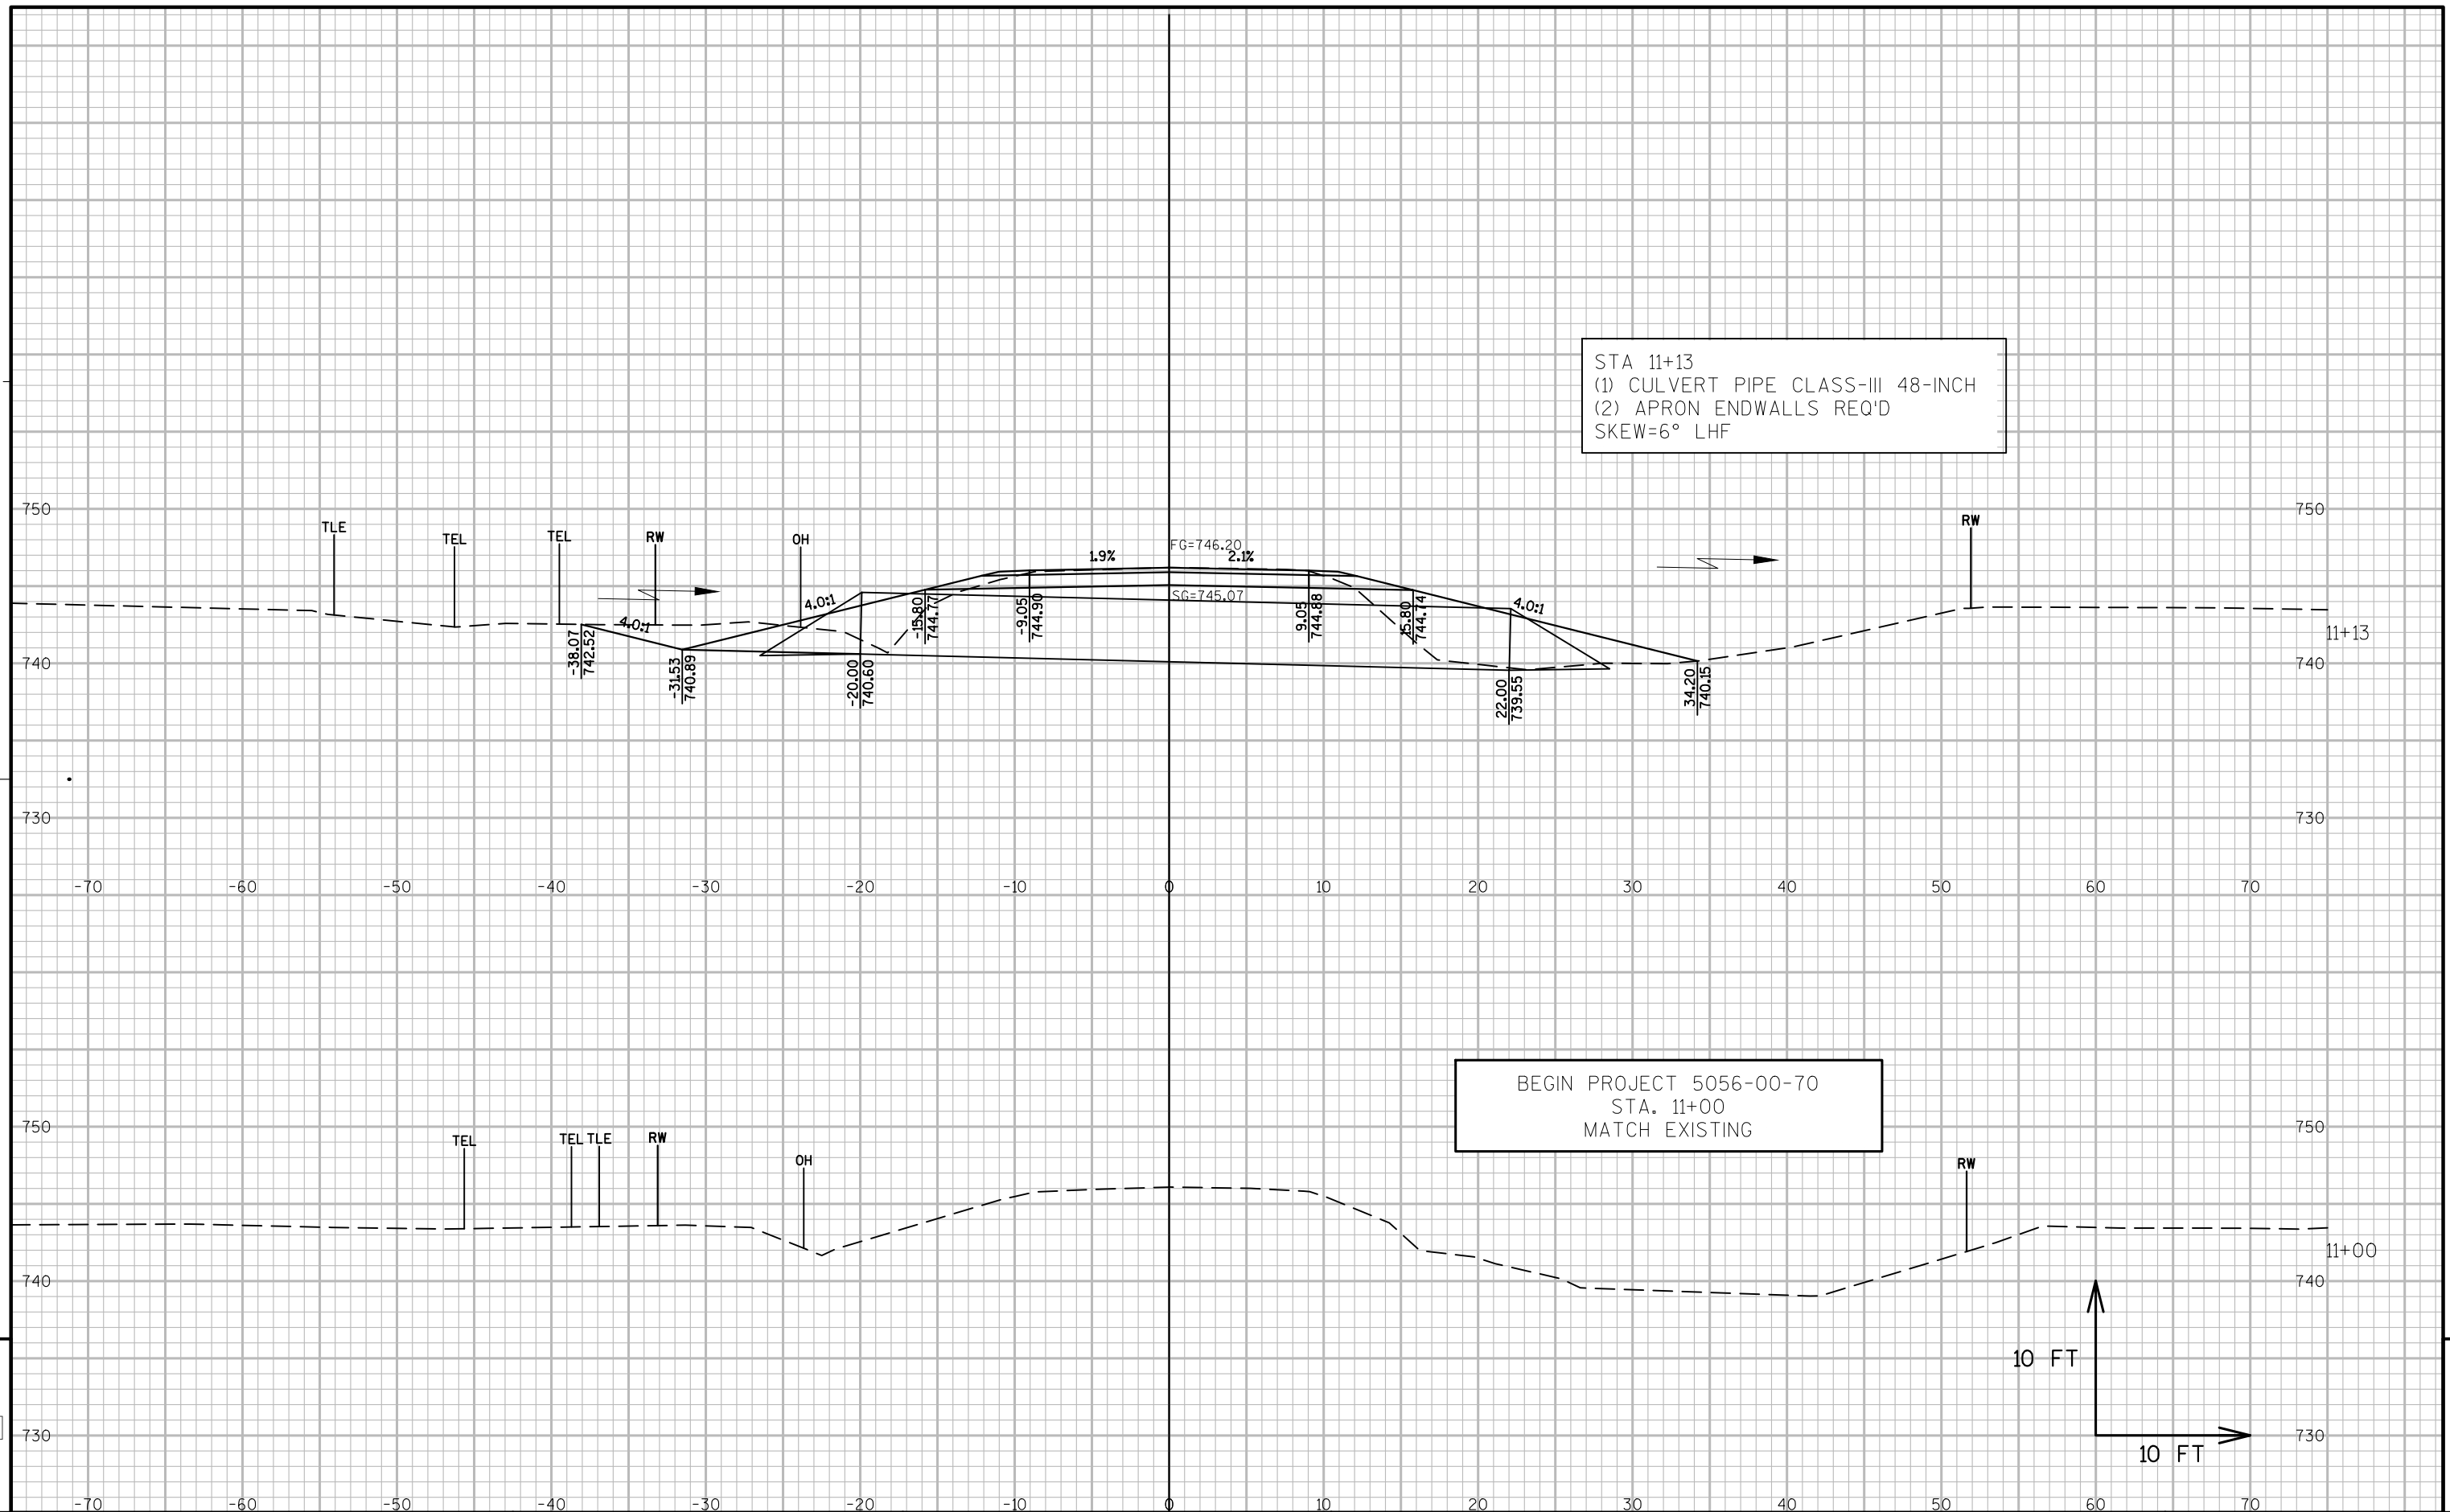 STA 11+13
(1) CULVERT PIPE CLASS-III 48-INCH
(2) APRON ENDWALLS REQ'D
SKEW=6° LHF
750 750
TLE TEL TEL RW OH RW
FG=746.20
1.9% 2.1%
SG=745.07
4.0:1 4.0:1 4.0:1
-38.07
742.52
-31.53
740.89
-20.00
740.60
-15.80
744.77
-9.05
744.90
9.05
744.88
15.80
744.74
22.00
739.55
34.20
740.15
11+13
740 740
730 730
-70 -60 -50 -40 -30 -20 -10 0 10 20 30 40 50 60 70
BEGIN PROJECT 5056-00-70
STA. 11+00
MATCH EXISTING
750 750
TEL TEL TLE RW OH RW
11+00
740 740
10 FT
730 730
10 FT
-70 -60 -50 -40 -30 -20 -10 0 10 20 30 40 50 60 70